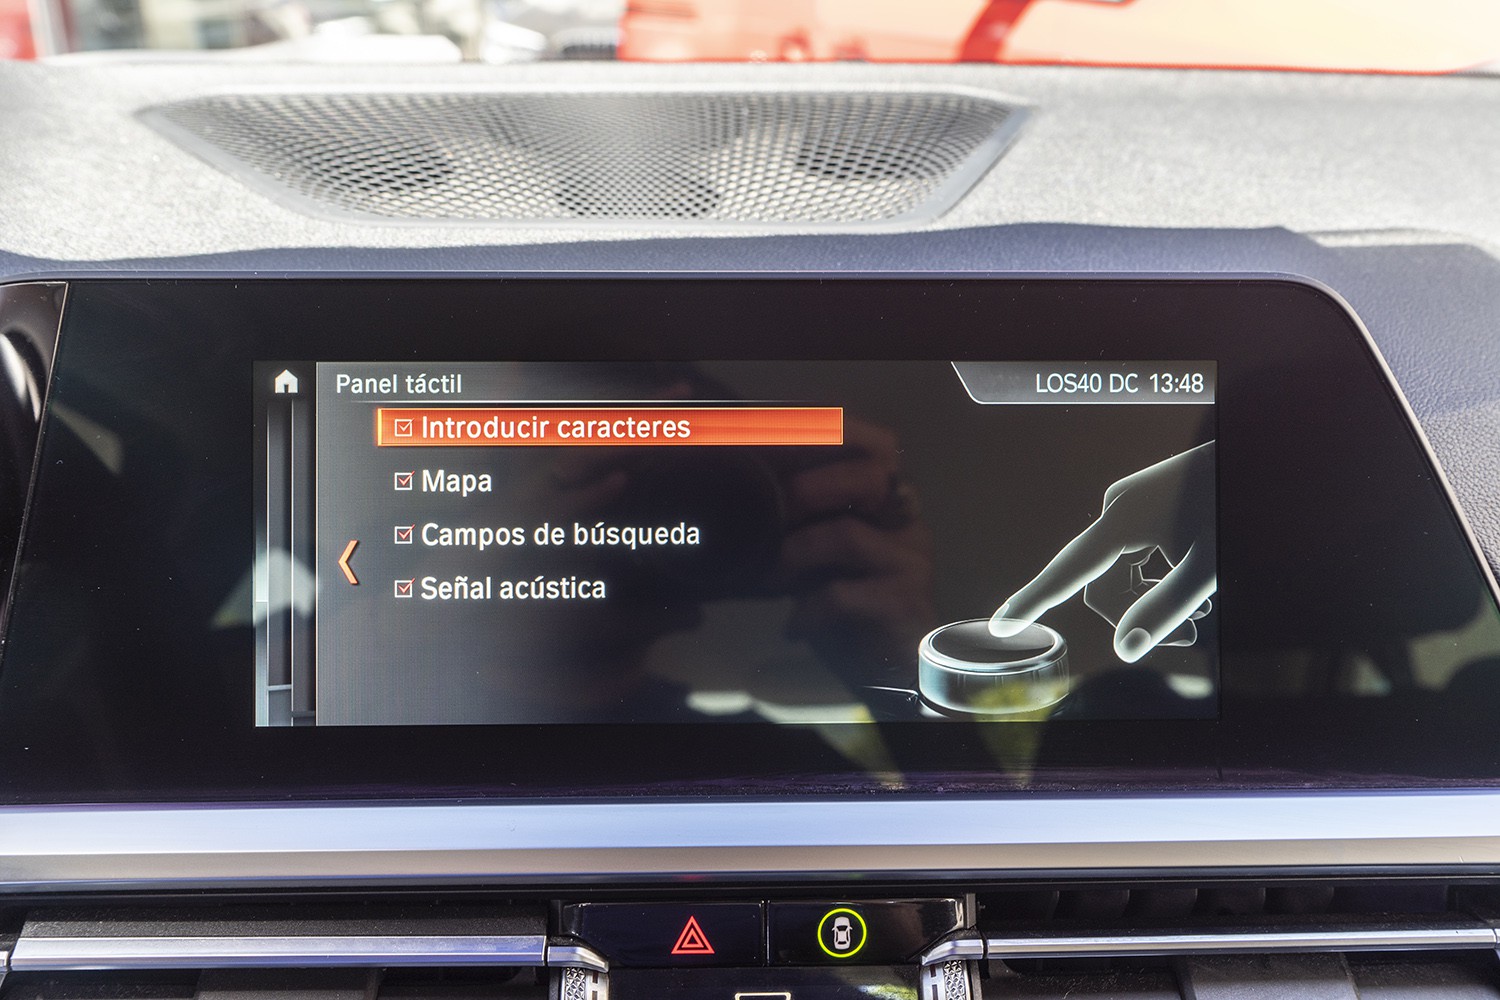 Panel táctil
LOS40 DC 13:48
Introducir caracteres
Mapa
Campos de búsqueda
Señal acústica